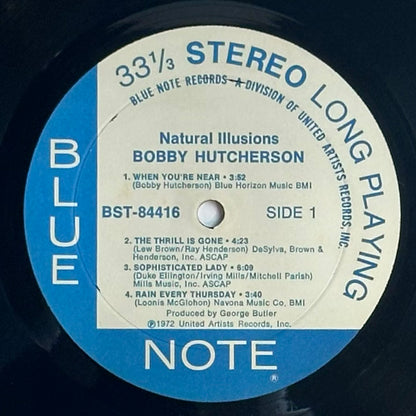 33⅓ STEREO LONG PLAYING
BLUE NOTE RECORDS—A DIVISION OF UNITED ARTISTS RECORDS, INC.
BLUE
Natural Illusions
BOBBY HUTCHERSON
1. WHEN YOU'RE NEAR • 3:52
(Bobby Hutcherson) Blue Horizon Music BMI
BST-84416 SIDE 1
2. THE THRILL IS GONE • 4:23
(Lew Brown/Ray Henderson) DeSylva, Brown &
Henderson, Inc. ASCAP
3. SOPHISTICATED LADY • 6:09
(Duke Ellington/Irving Mills/Mitchell Parish)
Mills Music, Inc. ASCAP
4. RAIN EVERY THURSDAY • 3:40
(Loonis McGlohon) Navona Music Co, BMI
Produced by George Butler
Ⓟ1972 United Artists Records, Inc.
NOTE
®